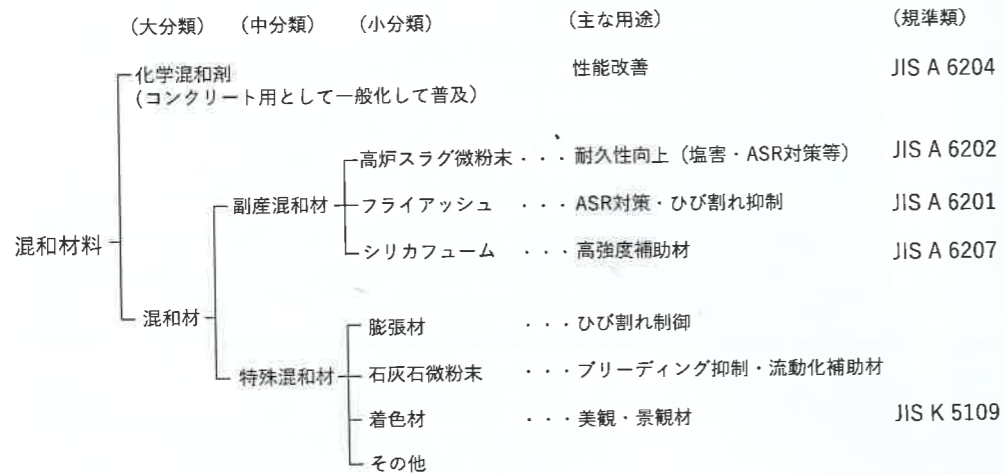 (大分類) (中分類) (小分類) (主な用途) (規準類)
化学混和剤 性能改善 JIS A 6204
(コンクリート用として一般化して普及)
高炉スラグ微粉末・・・耐久性向上(塩害・ASR対策等) JIS A 6202
副産混和材 フライアッシュ ・・・ASR対策・ひび割れ抑制 JIS A 6201
混和材料
シリカフューム ・・・高強度補助材 JIS A 6207
混和材
膨張材 ・・・ひび割れ制御
特殊混和材 石灰石微粉末 ・・・ブリーディング抑制・流動化補助材
着色材 ・・・美観・景観材 JIS K 5109
その他